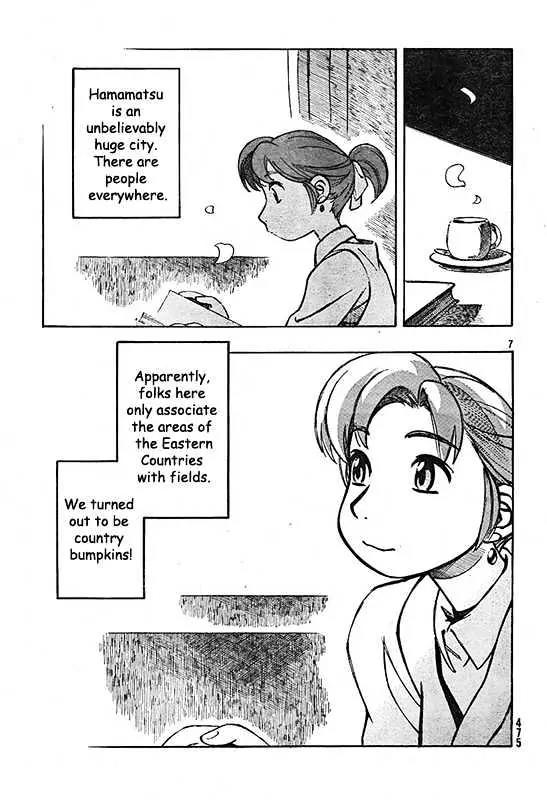 Hamamatsu
is an
unbelievably
huge city.
There are
people
everywhere.
7
Apparently,
folks here
only associate
the areas of
the Eastern
Countries
with fields.
We turned
out to be
country
bumpkins!
475